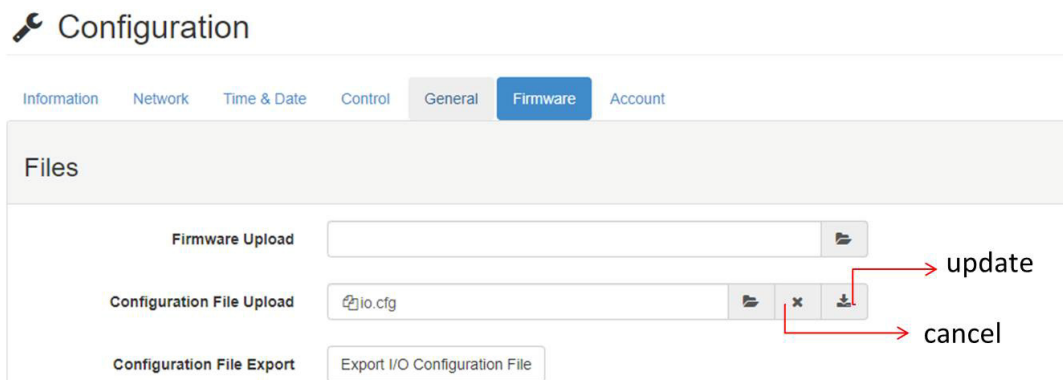 Configuration
Information Network Time & Date Control General Firmware Account
Files
Firmware Upload
update
Configuration File Upload io.cfg
cancel
Configuration File Export Export I/O Configuration File